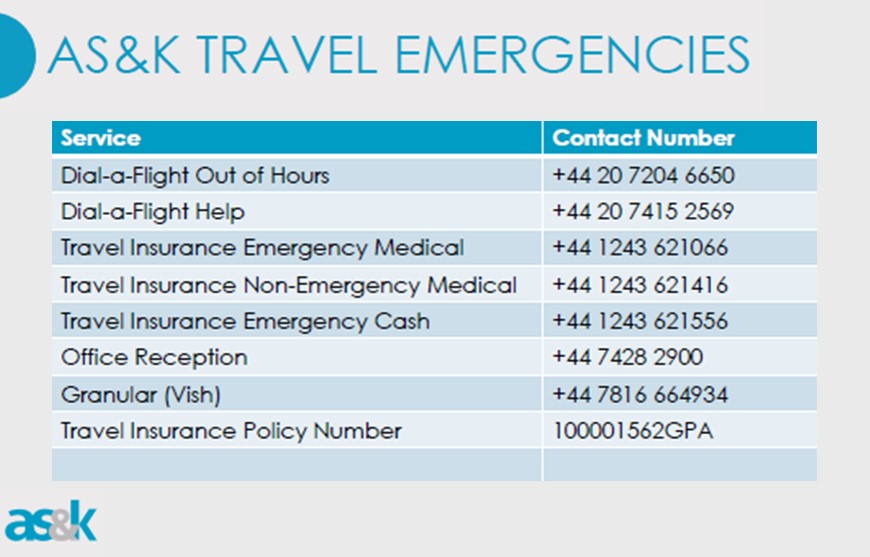 AS&K TRAVEL EMERGENCIES
Service Contact Number
Dial-a-Flight Out of Hours +44 20 7204 6650
Dial-a-Flight Help +44 20 7415 2569
Travel Insurance Emergency Medical +44 1243 621066
Travel Insurance Non-Emergency Medical +44 1243 621416
Travel Insurance Emergency Cash +44 1243 621556
Office Reception +44 7428 2900
Granular (Vish) +44 7816 664934
Travel Insurance Policy Number 100001562GPA
as&k